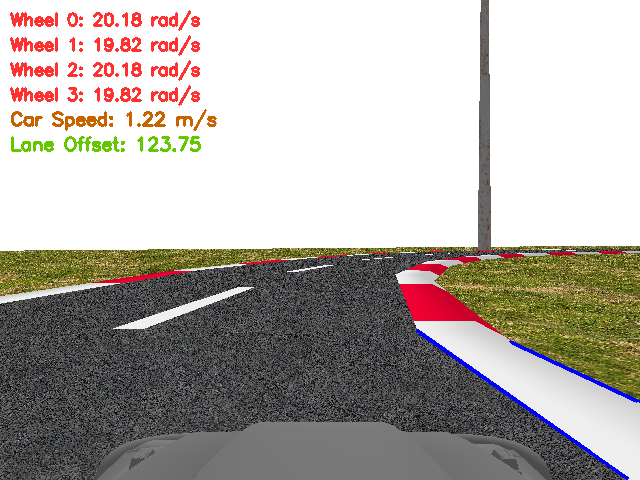 Wheel 0: 20.18 rad/s
Wheel 1: 19.82 rad/s
Wheel 2: 20.18 rad/s
Wheel 3: 19.82 rad/s
Car Speed: 1.22 m/s
Lane Offset: 123.75